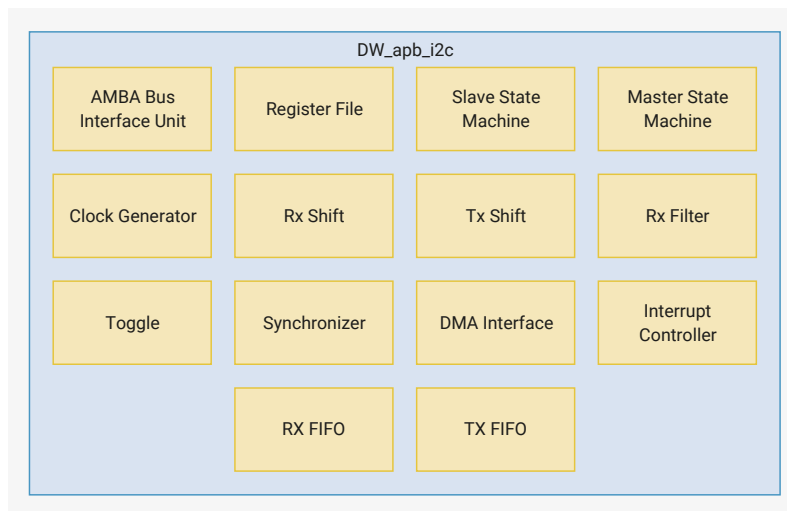 DW_apb_i2c
AMBA Bus
Interface Unit
Register File
Slave State
Machine
Master State
Machine
Clock Generator
Rx Shift
Tx Shift
Rx Filter
Toggle
Synchronizer
DMA Interface
Interrupt
Controller
RX FIFO
TX FIFO